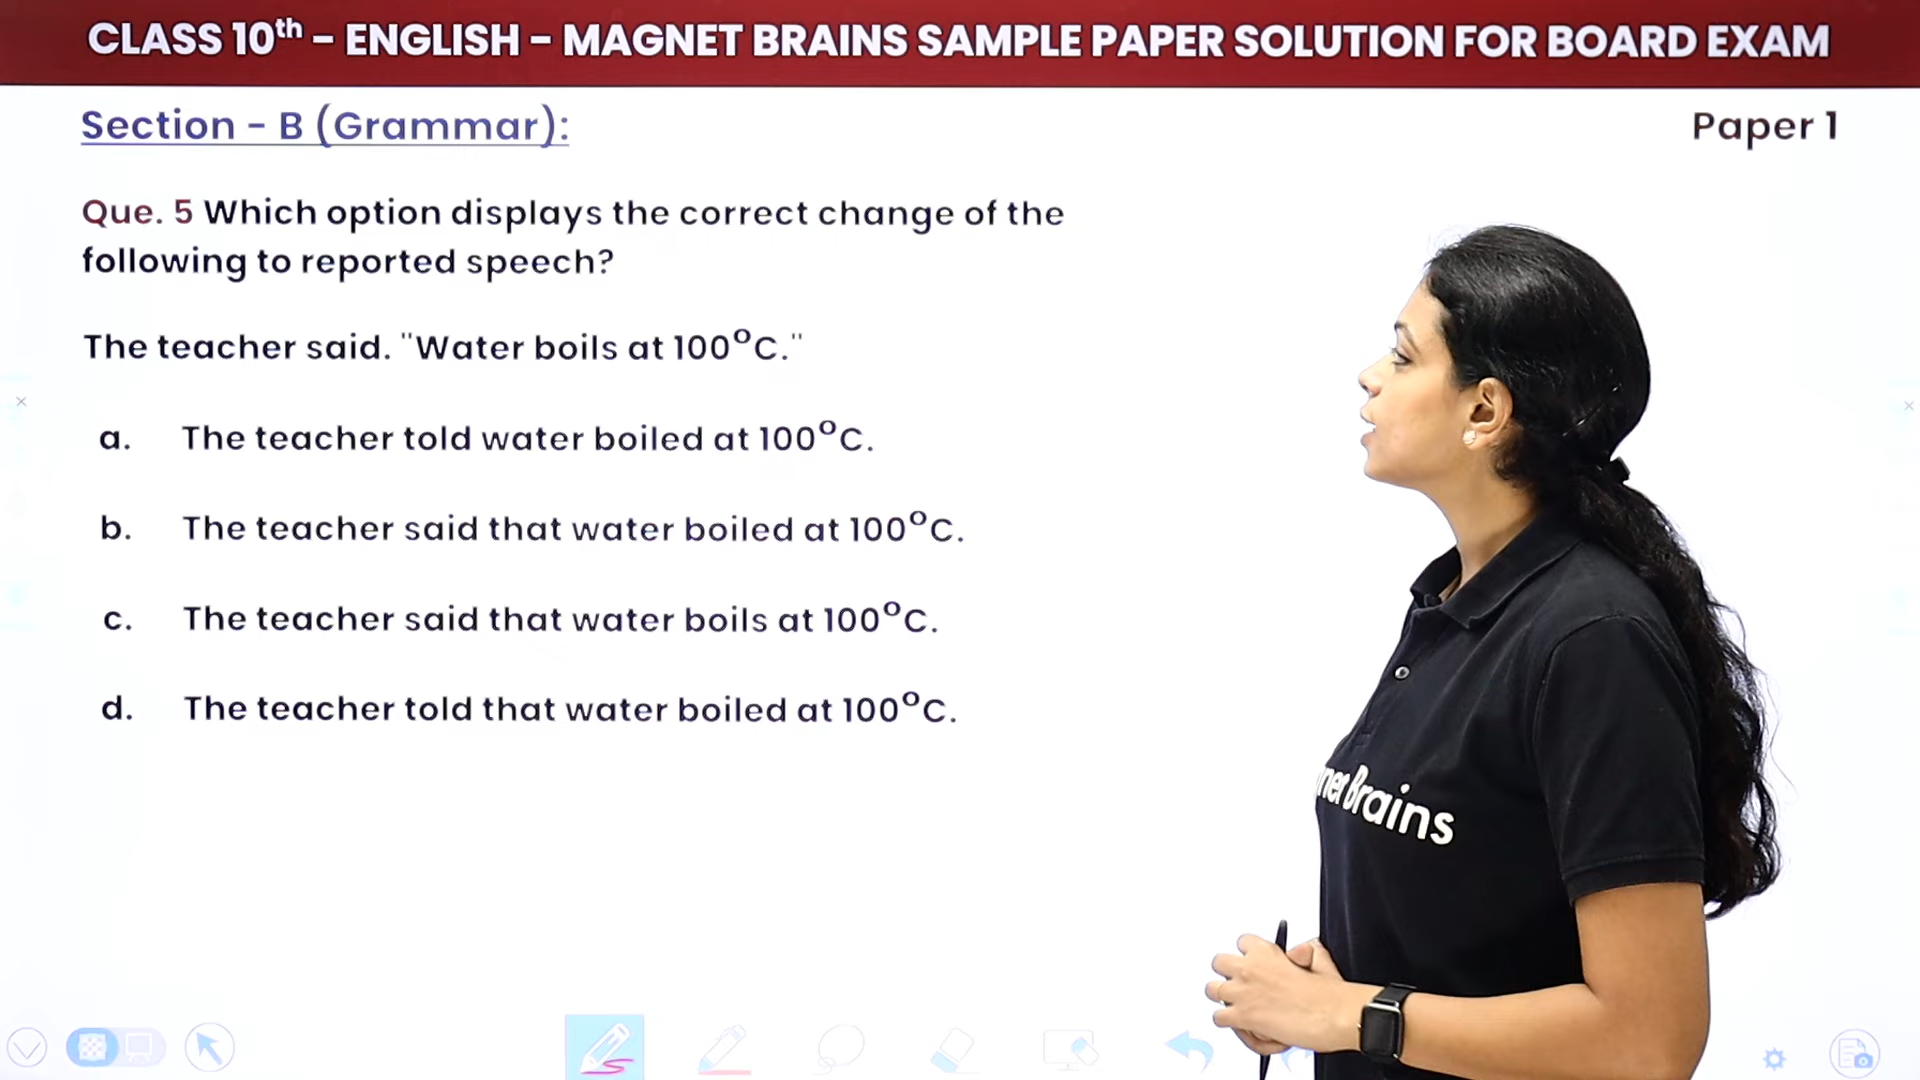 CLASS 10th - ENGLISH - MAGNET BRAINS SAMPLE PAPER SOLUTION FOR BOARD EXAM
Section - B (Grammar):
Paper 1
Que. 5 Which option displays the correct change of the
following to reported speech?
The teacher said. "Water boils at 100°C."
a. The teacher told water boiled at 100°C.
b. The teacher said that water boiled at 100°C.
c. The teacher said that water boils at 100°C.
d. The teacher told that water boiled at 100°C.
Brains